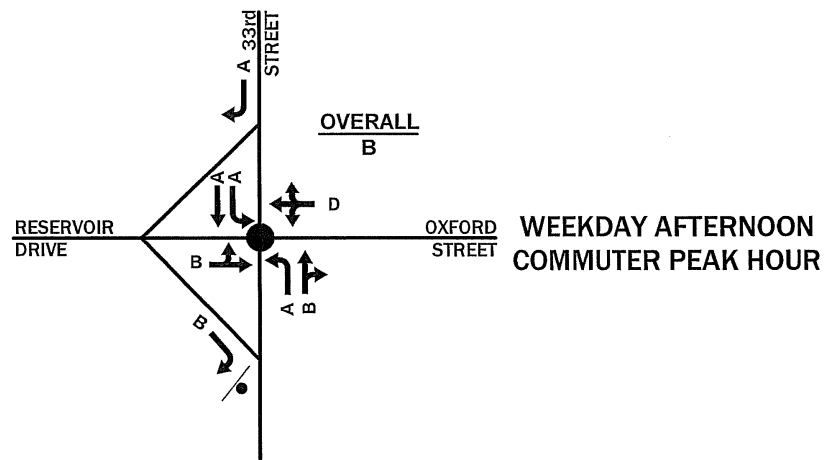 33rd
STREET
A
OVERALL
B
A A
D
RESERVOIR
DRIVE
OXFORD
STREET
WEEKDAY AFTERNOON
COMMUTER PEAK HOUR
B
A B
B